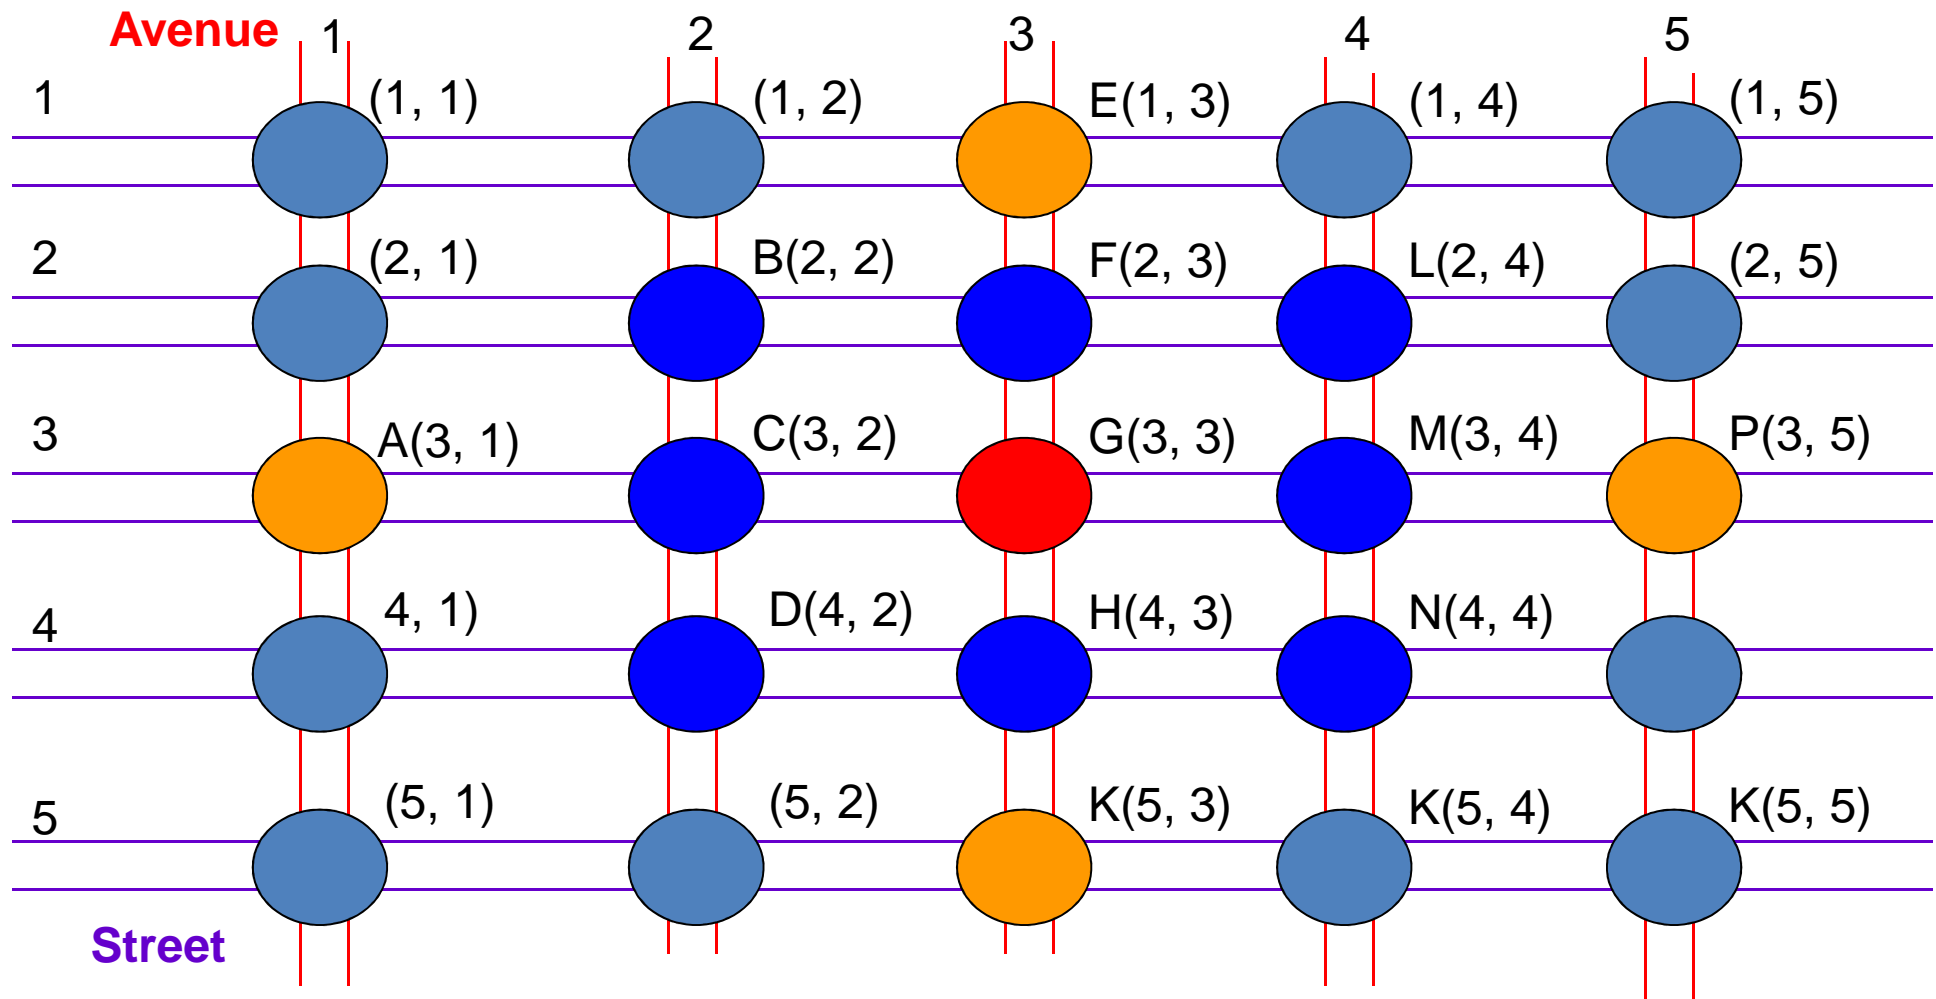 Avenue 1 2 3 4 5
1 (1, 1) (1, 2) E(1, 3) (1, 4) (1, 5)
2 (2, 1) B(2, 2) F(2, 3) L(2, 4) (2, 5)
3 A(3, 1) C(3, 2) G(3, 3) M(3, 4) P(3, 5)
4 4, 1) D(4, 2) H(4, 3) N(4, 4)
5 (5, 1) (5, 2) K(5, 3) K(5, 4) K(5, 5)
Street